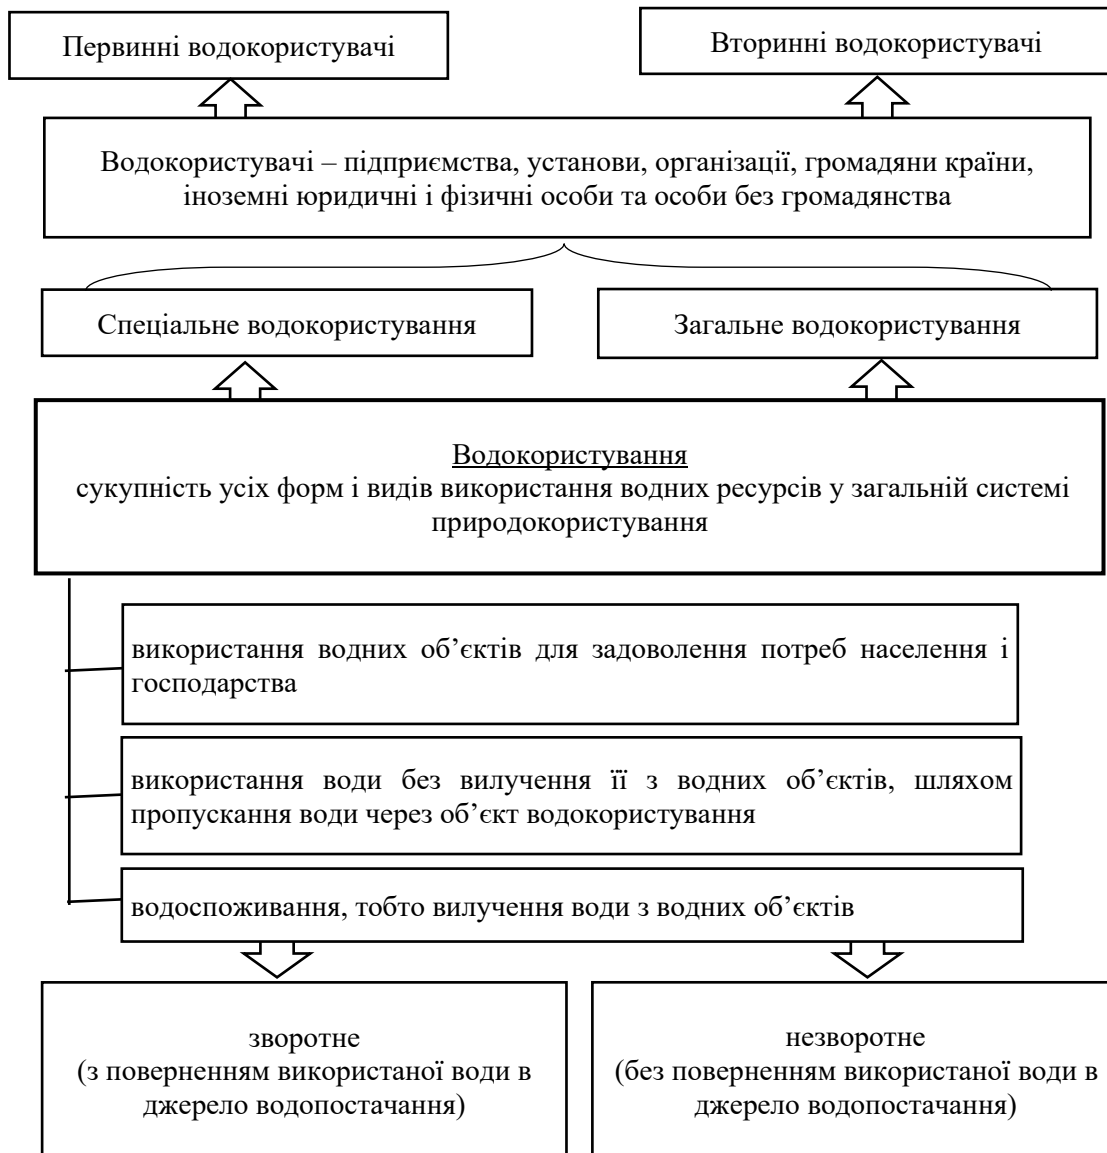 Первинні водокористувачі
Вторинні водокористувачі
Водокористувачі – підприємства, установи, організації, громадяни країни,
іноземні юридичні і фізичні особи та особи без громадянства
Спеціальне водокористування
Загальне водокористування
Водокористування
сукупність усіх форм і видів використання водних ресурсів у загальній системі
природокористування
використання водних об’єктів для задоволення потреб населення і
господарства
використання води без вилучення її з водних об’єктів, шляхом
пропускання води через об’єкт водокористування
водоспоживання, тобто вилучення води з водних об’єктів
зворотне
(з поверненням використаної води в
джерело водопостачання)
незворотне
(без поверненням використаної води в
джерело водопостачання)